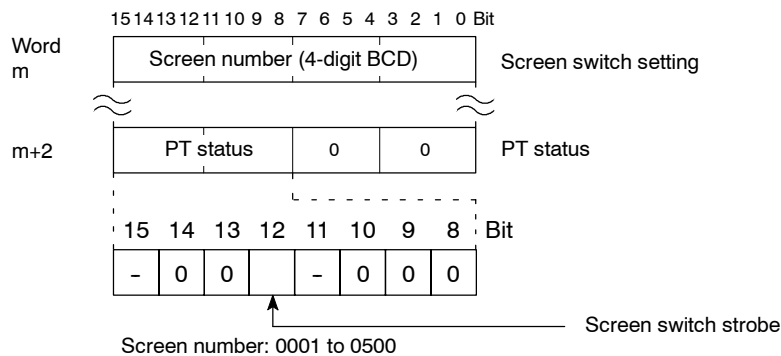 15 14 13 12 11 10 9 8 7 6 5 4 3 2 1 0 Bit
Word
m
Screen number (4-digit BCD)
Screen switch setting
m+2
PT status
0
0
PT status
15 14 13 12 11 10 9 8 Bit
- 0 0 - 0 0 0
Screen switch strobe
Screen number: 0001 to 0500